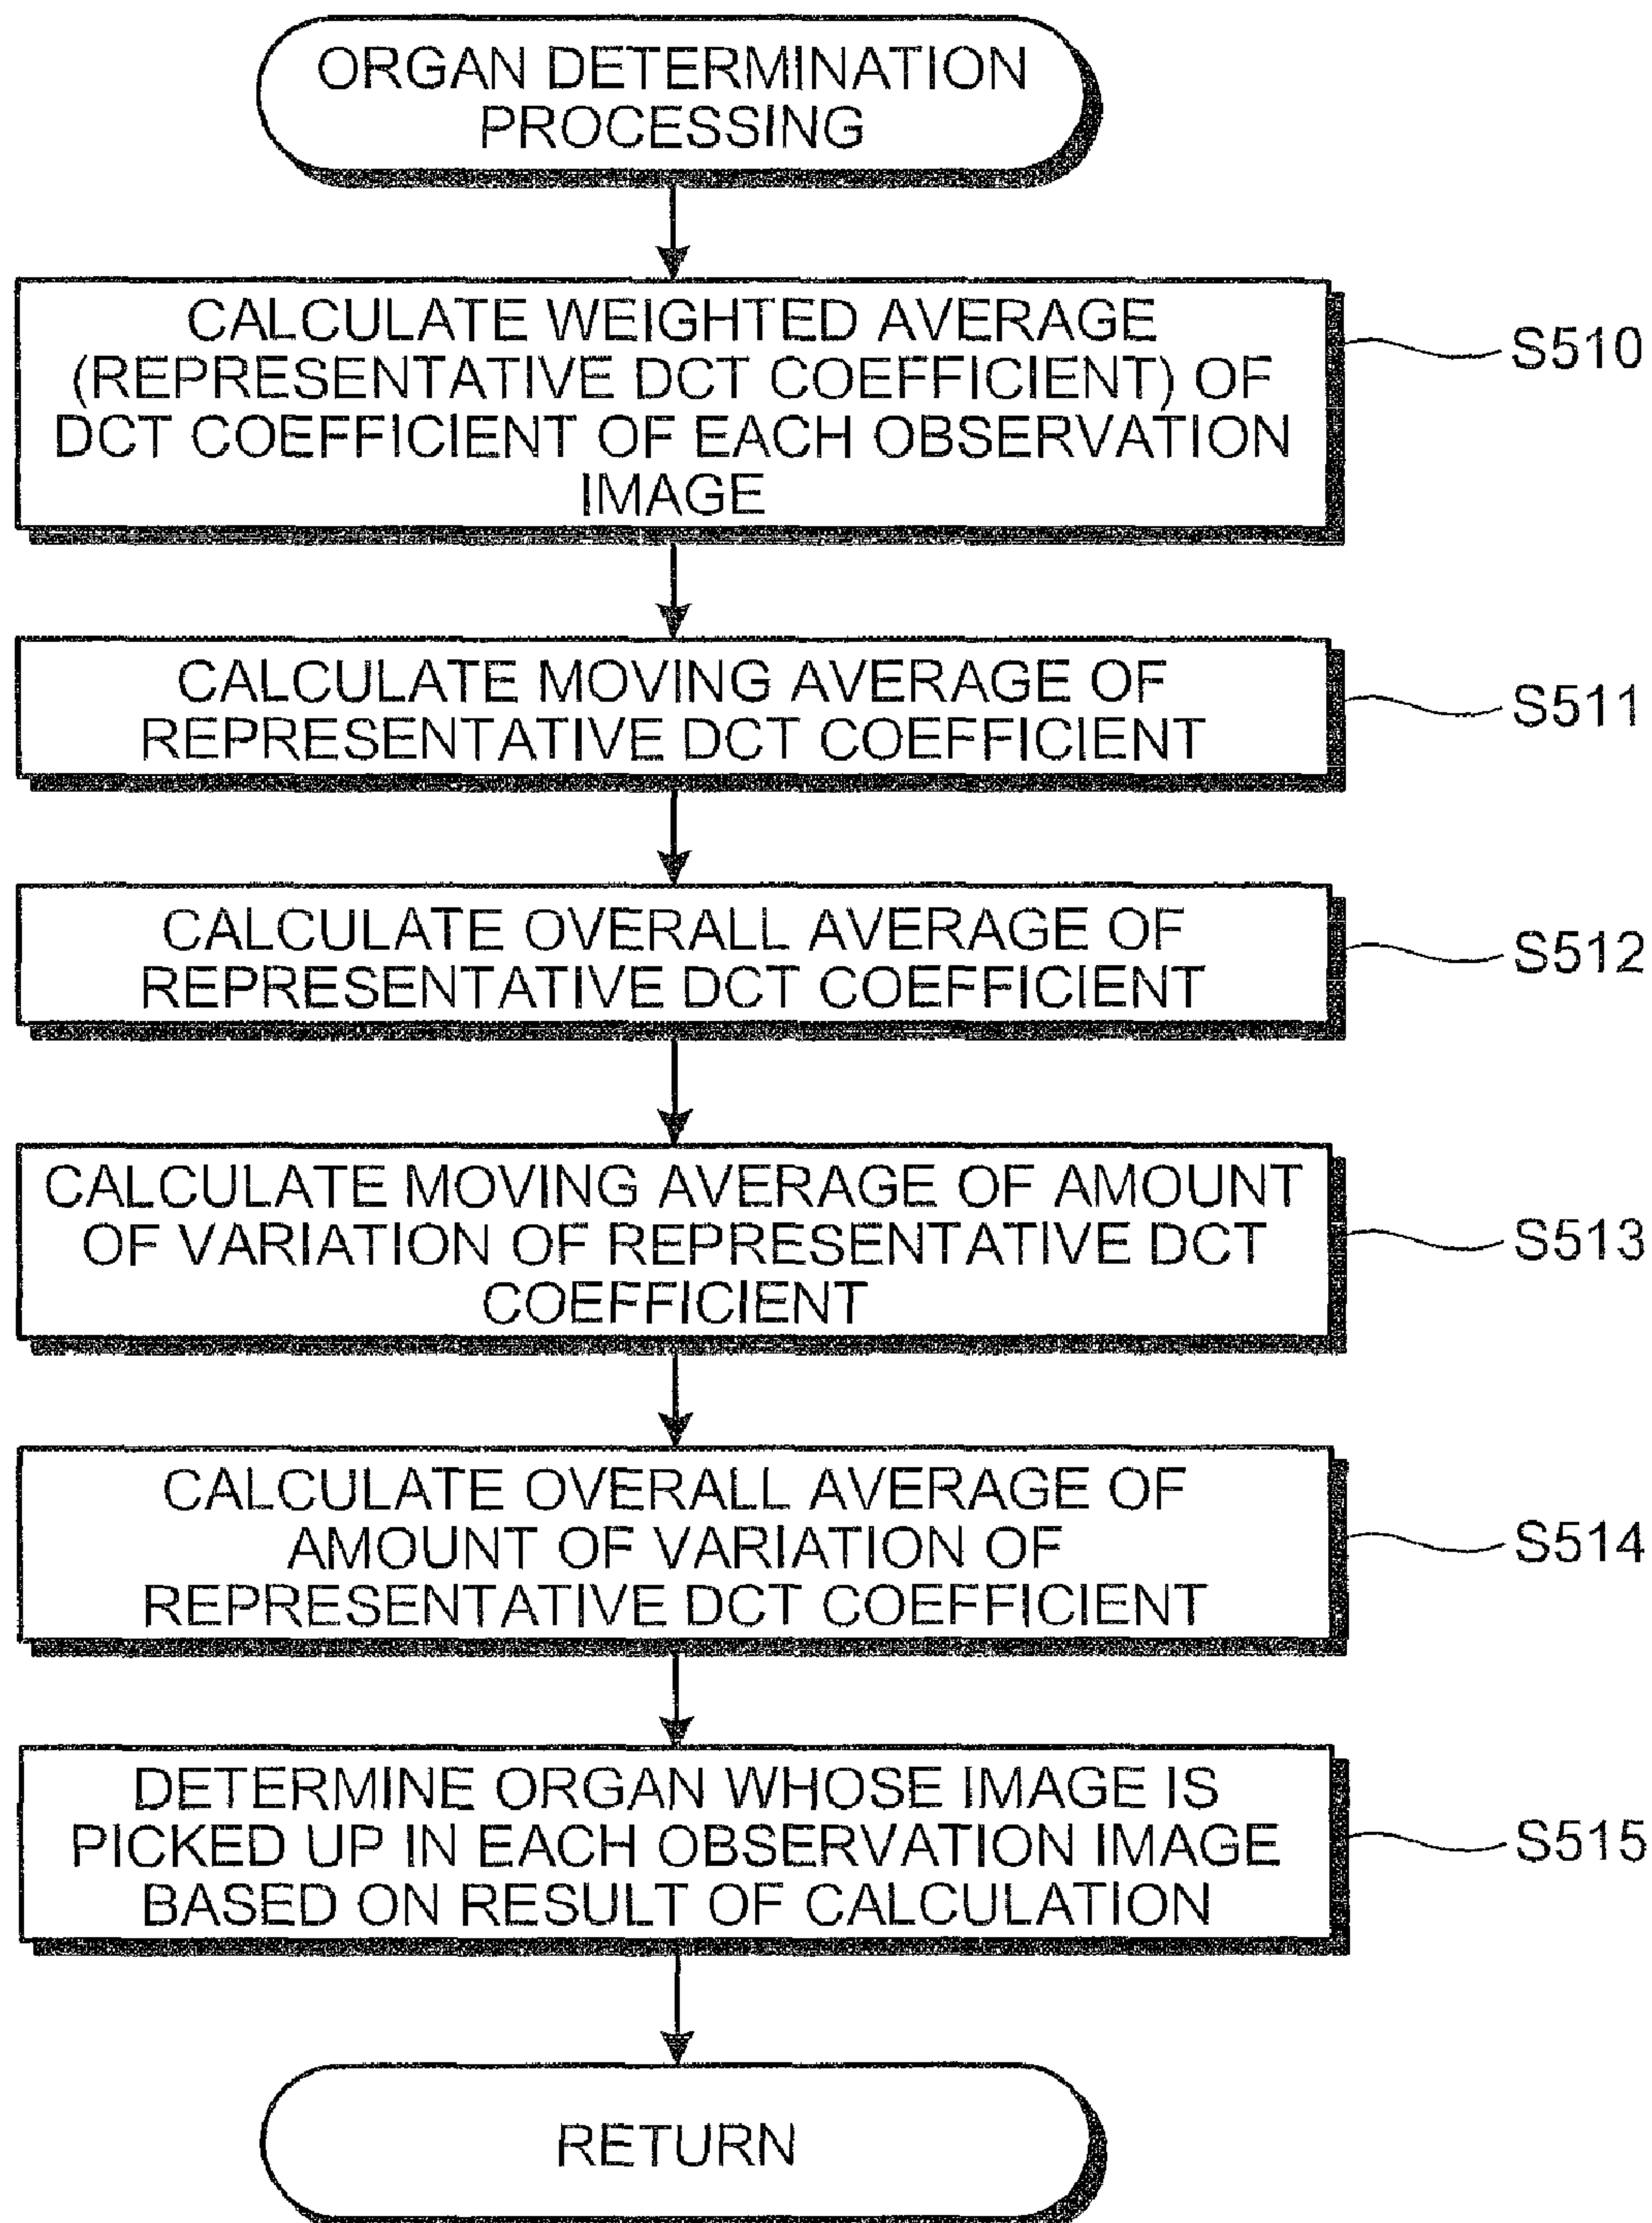 ORGAN DETERMINATION
PROCESSING
CALCULATE WEIGHTED AVERAGE
(REPRESENTATIVE DCT COEFFICIENT) OF
DCT COEFFICIENT OF EACH OBSERVATION
IMAGE
S510
CALCULATE MOVING AVERAGE OF
REPRESENTATIVE DCT COEFFICIENT
S511
CALCULATE OVERALL AVERAGE OF
REPRESENTATIVE DCT COEFFICIENT
S512
CALCULATE MOVING AVERAGE OF AMOUNT
OF VARIATION OF REPRESENTATIVE DCT
COEFFICIENT
S513
CALCULATE OVERALL AVERAGE OF
AMOUNT OF VARIATION OF
REPRESENTATIVE DCT COEFFICIENT
S514
DETERMINE ORGAN WHOSE IMAGE IS
PICKED UP IN EACH OBSERVATION IMAGE
BASED ON RESULT OF CALCULATION
S515
RETURN